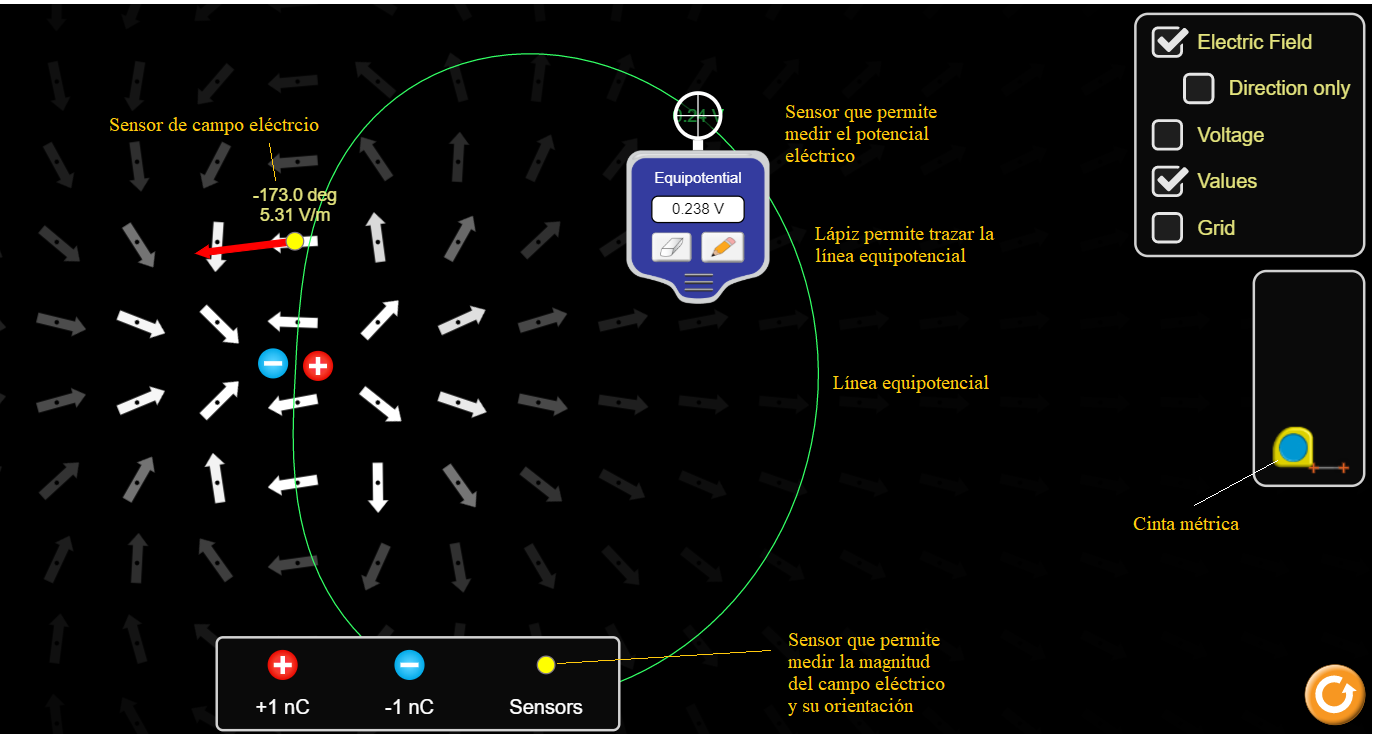 Electric Field
Direction only
Voltage
Values
Grid
Sensor de campo eléctrcio
-173.0 deg
5.31 V/m
Sensor que permite
medir el potencial
eléctrico
0.24 V
Equipotential
0.238 V
Lápiz permite trazar la
línea equipotencial
Línea equipotencial
Cinta métrica
Sensor que permite
medir la magnitud
del campo eléctrico
y su orientación
+1 nC
-1 nC
Sensors